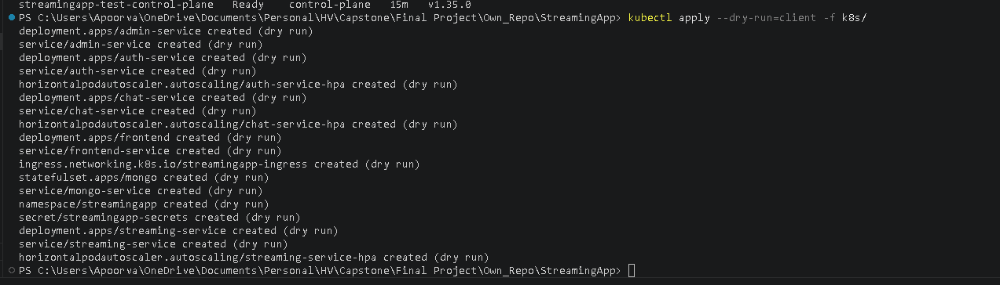 streamingapp-test-control-plane   Ready    control-plane   15m   v1.35.0
PS C:\Users\Apoorva\OneDrive\Documents\Personal\HV\Capstone\Final Project\Own_Repo\StreamingApp> kubectl apply --dry-run=client -f k8s/
deployment.apps/admin-service created (dry run)
service/admin-service created (dry run)
deployment.apps/auth-service created (dry run)
service/auth-service created (dry run)
horizontalpodautoscaler.autoscaling/auth-service-hpa created (dry run)
deployment.apps/chat-service created (dry run)
service/chat-service created (dry run)
horizontalpodautoscaler.autoscaling/chat-service-hpa created (dry run)
deployment.apps/frontend created (dry run)
service/frontend-service created (dry run)
ingress.networking.k8s.io/streamingapp-ingress created (dry run)
statefulset.apps/mongo created (dry run)
service/mongo-service created (dry run)
namespace/streamingapp created (dry run)
secret/streamingapp-secrets created (dry run)
deployment.apps/streaming-service created (dry run)
service/streaming-service created (dry run)
horizontalpodautoscaler.autoscaling/streaming-service-hpa created (dry run)
PS C:\Users\Apoorva\OneDrive\Documents\Personal\HV\Capstone\Final Project\Own_Repo\StreamingApp>